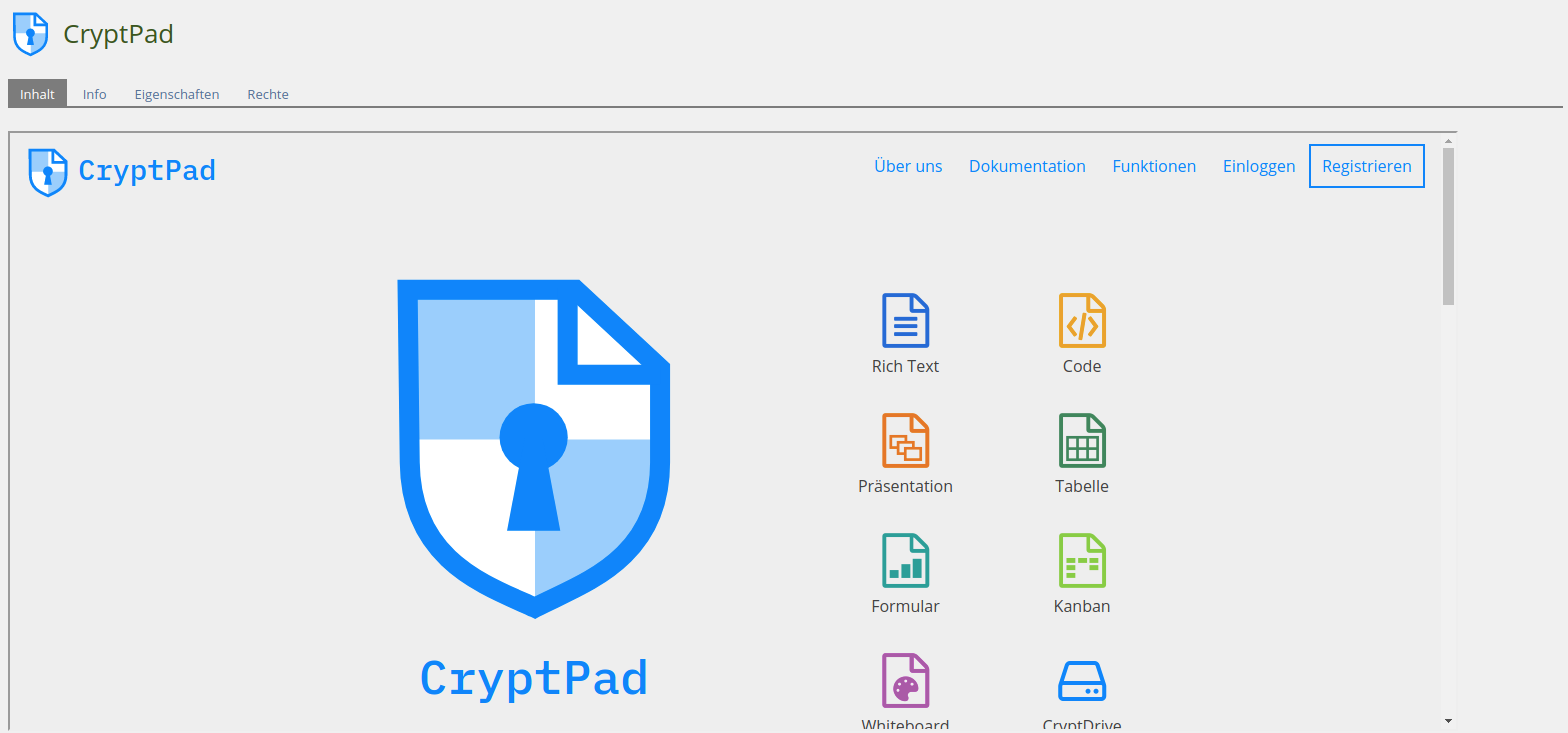 CryptPad
Inhalt Info Eigenschaften Rechte
CryptPad
Über uns Dokumentation Funktionen Einloggen Registrieren
Rich Text Code
Präsentation Tabelle
Formular Kanban
CryptPad
Whiteboard CryptDrive